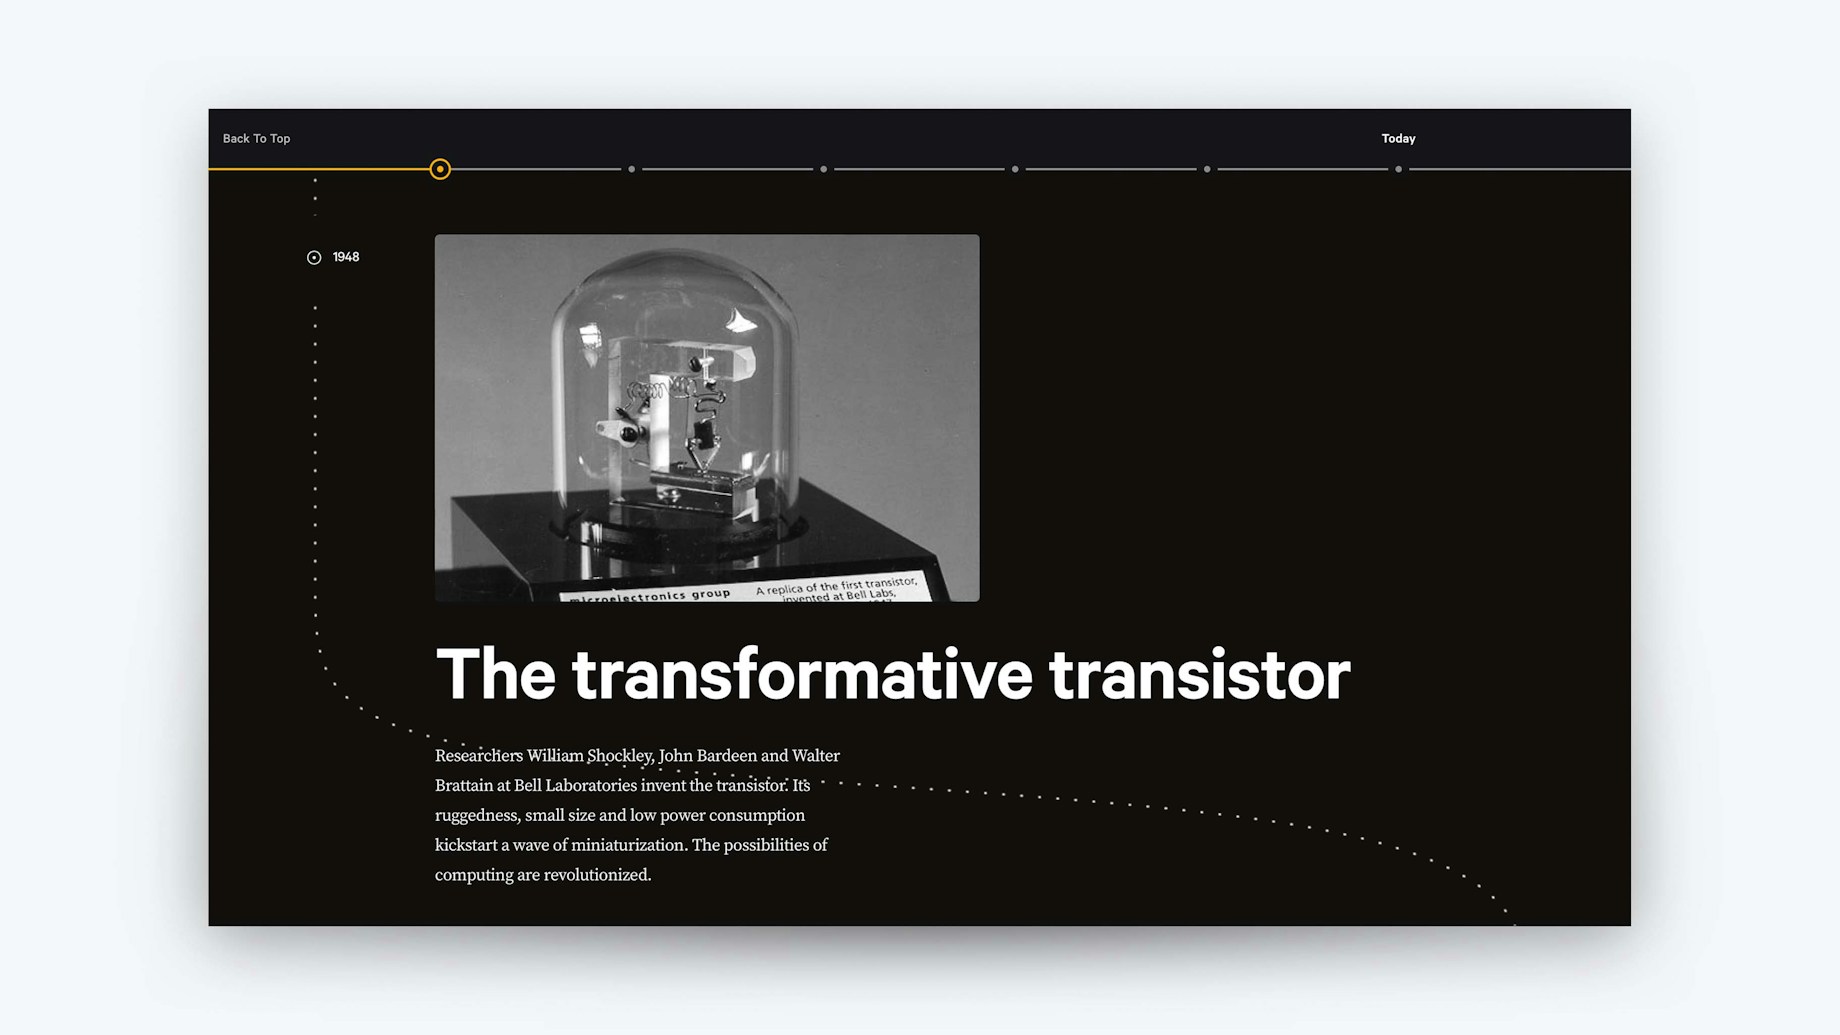 Back To Top
Today
1948
microelectronics group
A replica of the first transistor,
invented at Bell Labs,
The transformative transistor
Researchers William Shockley, John Bardeen and Walter
Brattain at Bell Laboratories invent the transistor. Its
ruggedness, small size and low power consumption
kickstart a wave of miniaturization. The possibilities of
computing are revolutionized.